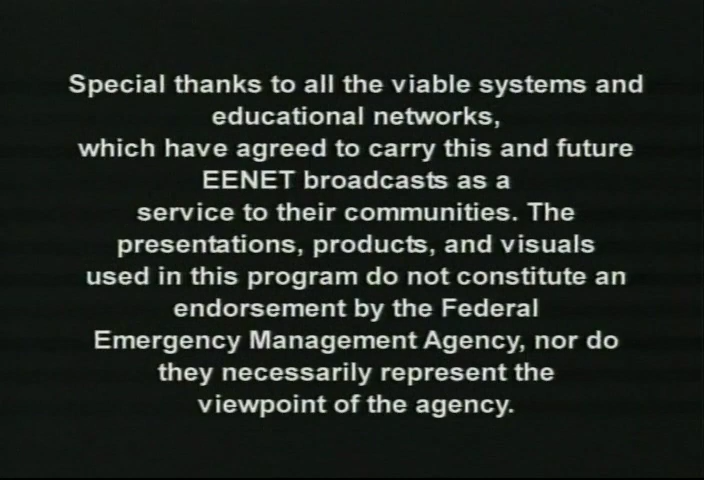 Special thanks to all the viable systems and
educational networks,
which have agreed to carry this and future
EENET broadcasts as a
service to their communities. The
presentations, products, and visuals
used in this program do not constitute an
endorsement by the Federal
Emergency Management Agency, nor do
they necessarily represent the
viewpoint of the agency.